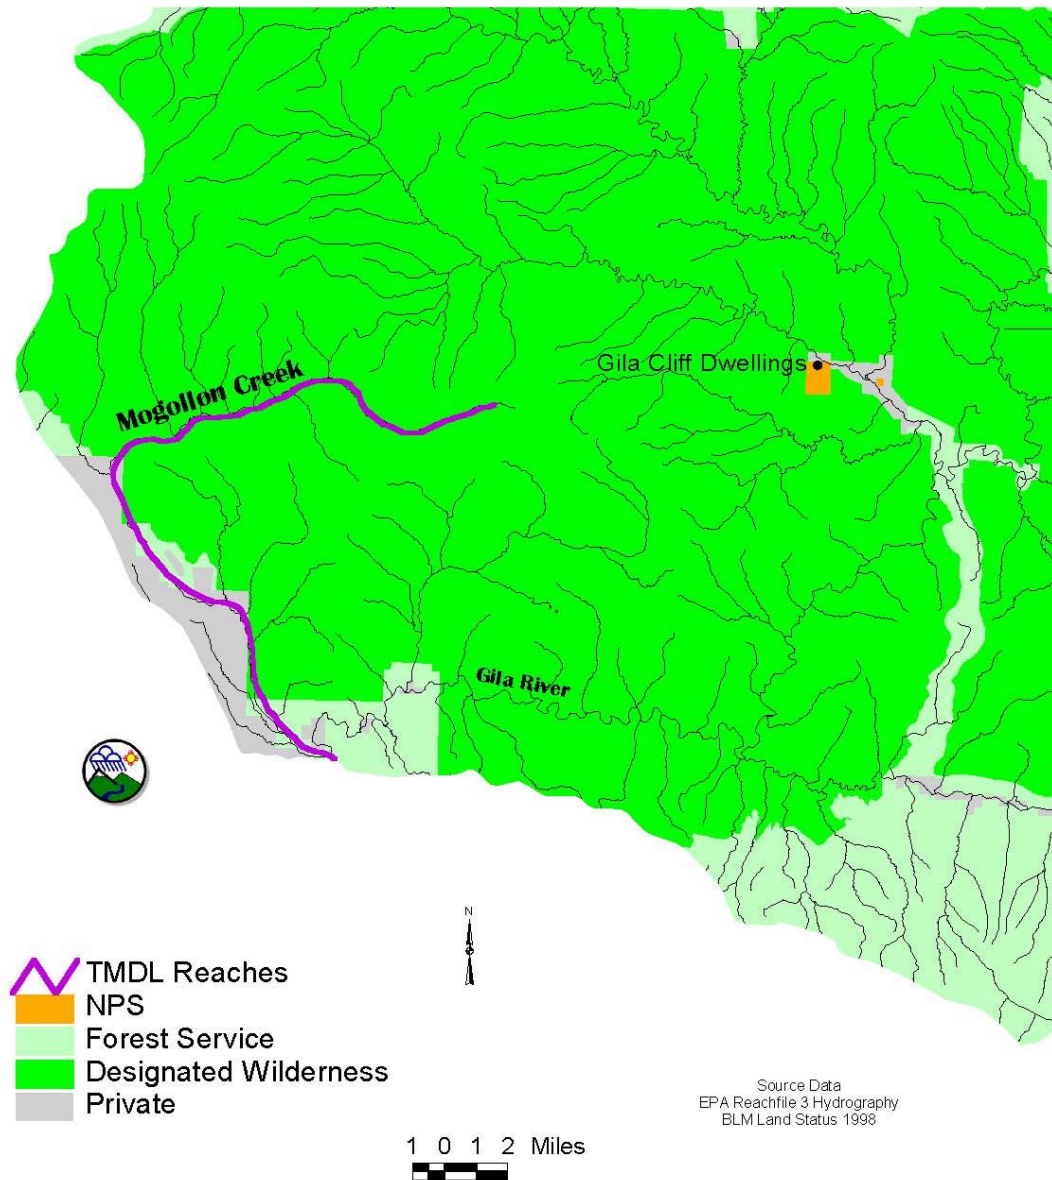 Gila Cliff Dwellings
Mogollon Creek
Gila River
N
TMDL Reaches
NPS
Forest Service
Designated Wilderness
Private
Source Data
EPA Reachfile 3 Hydrography
BLM Land Status 1998
1 0 1 2 Miles